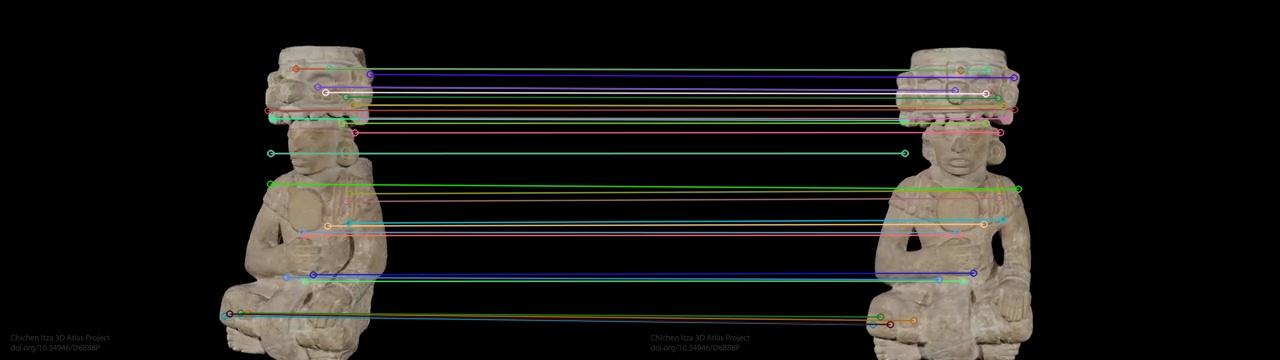 Chichen Itza 3D Atlas Project
doi.org/10.34946/D6B88P
Chichen Itza 3D Atlas Project
doi.org/10.34946/D6B88P